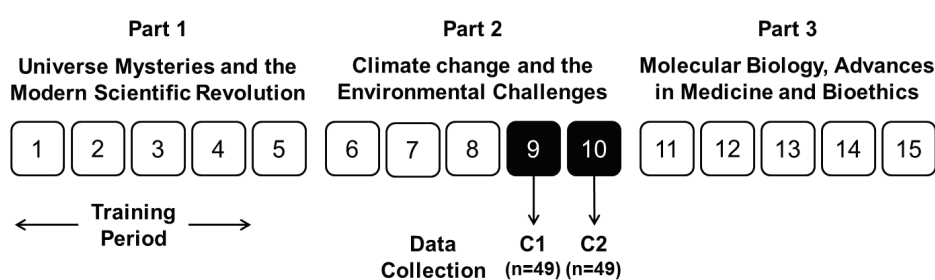 Part 1
Universe Mysteries and the
Modern Scientific Revolution
Part 2
Climate change and the
Environmental Challenges
Part 3
Molecular Biology, Advances
in Medicine and Bioethics
1 2 3 4 5 6 7 8 9 10 11 12 13 14 15
Training
Period
Data
Collection
C1
(n=49)
C2
(n=49)